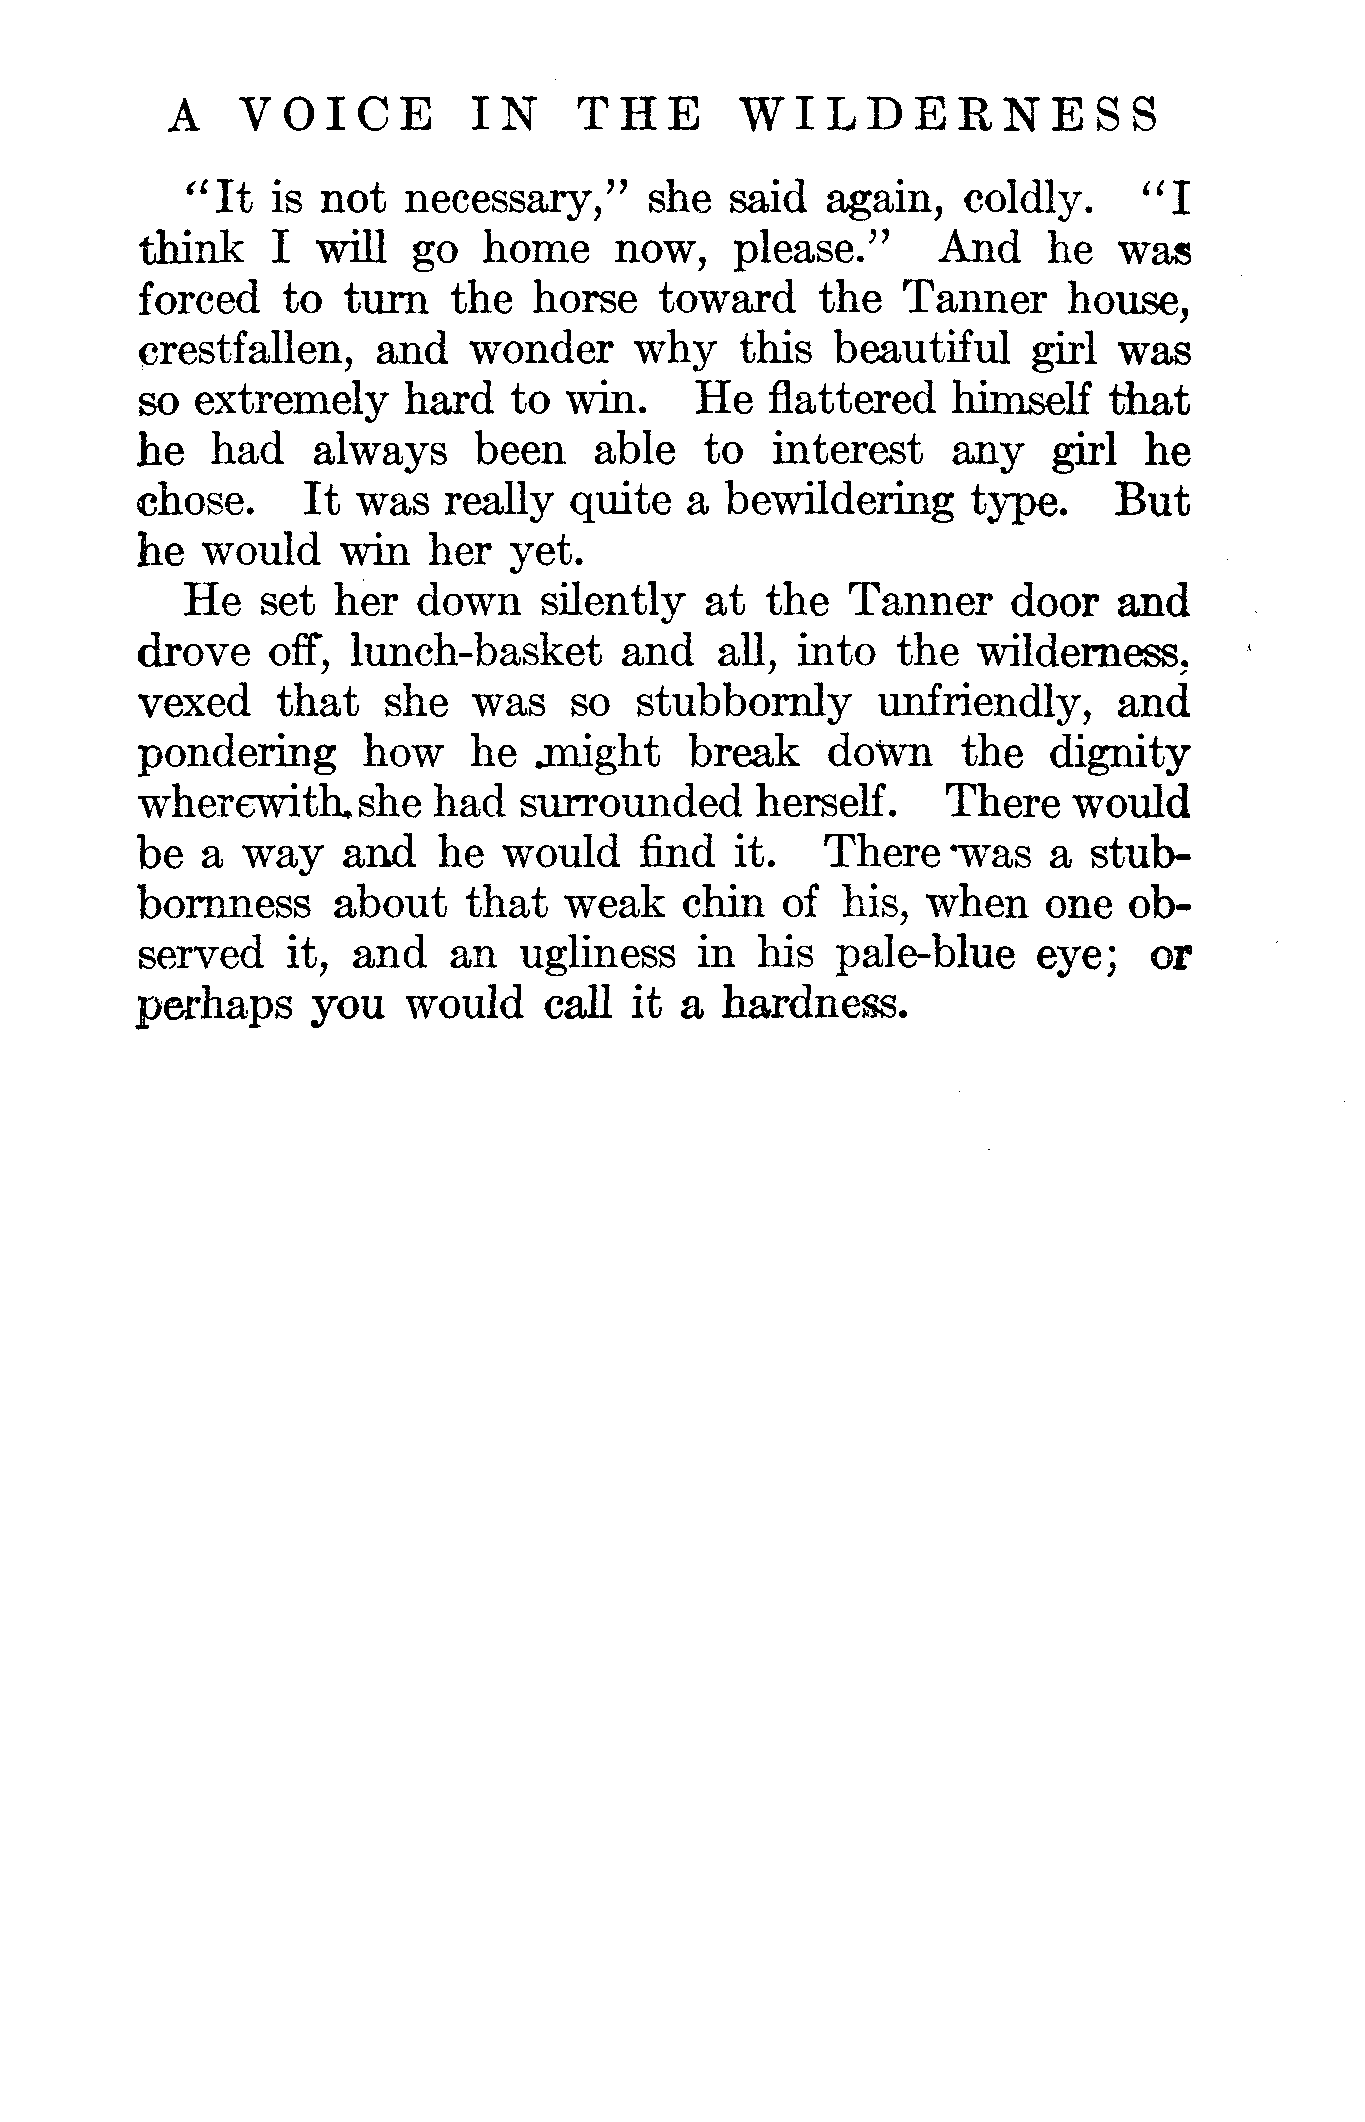 A VOICE IN THE WILDERNESS
"It is not necessary," she said again, coldly. "I
think I will go home now, please." And he was
forced to turn the horse toward the Tanner house,
crestfallen, and wonder why this beautiful girl was
so extremely hard to win. He flattered himself that
he had always been able to interest any girl he
chose. It was really quite a bewildering type. But
he would win her yet.
He set her down silently at the Tanner door and
drove off, lunch-basket and all, into the wilderness,
vexed that she was so stubbornly unfriendly, and
pondering how he might break down the dignity
wherewith she had surrounded herself. There would
be a way and he would find it. There was a stub-
bornness about that weak chin of his, when one ob-
served it, and an ugliness in his pale-blue eye; or
perhaps you would call it a hardness.